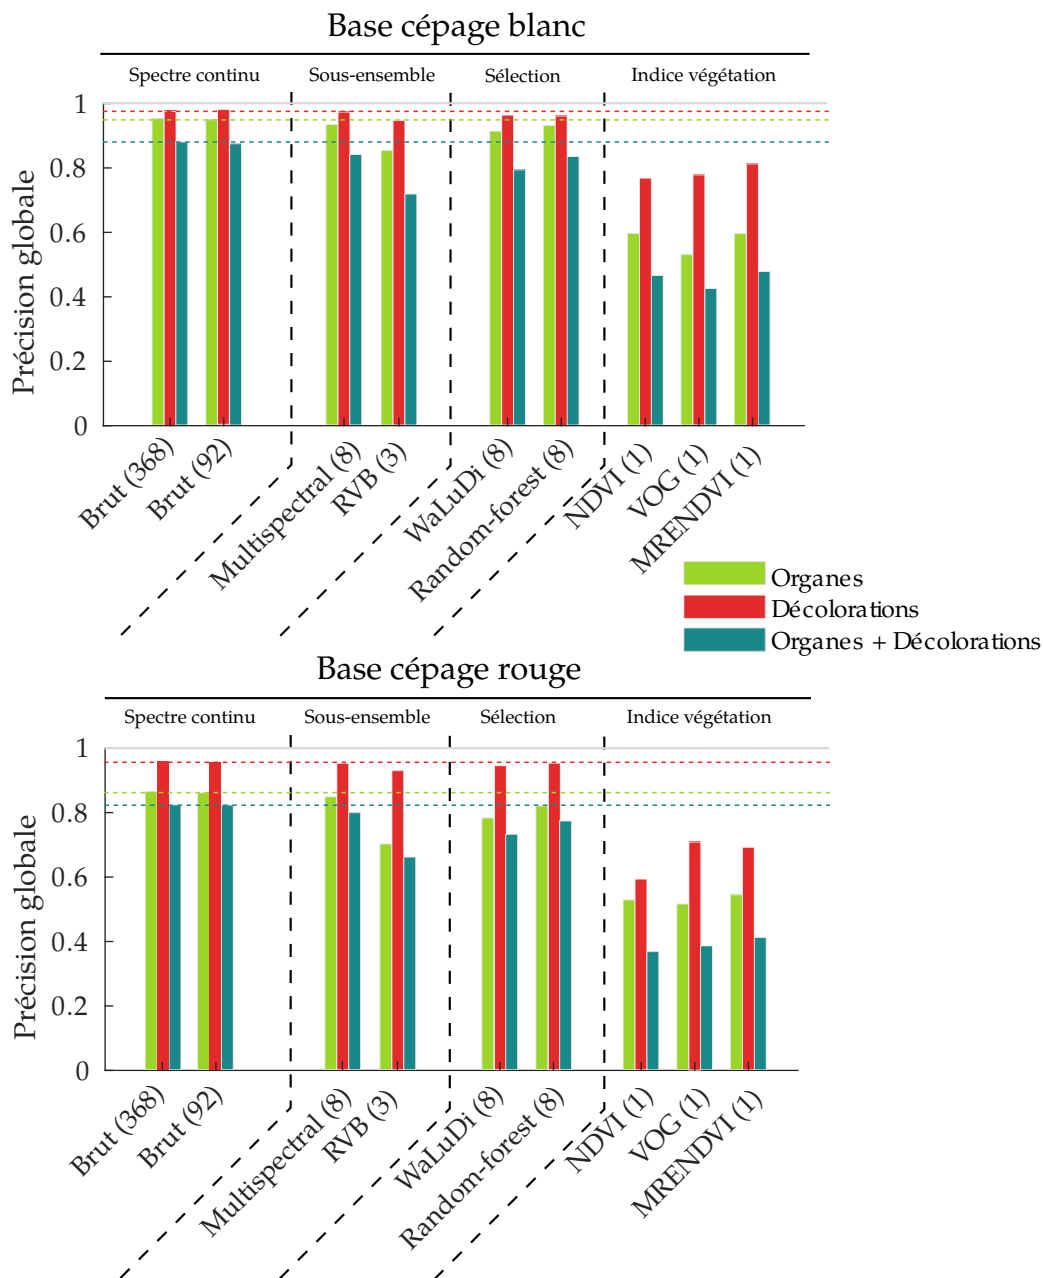 Base cépage blanc
Spectre continu Sous-ensemble Sélection Indice végétation
Précision globale
1
0.8
0.6
0.4
0.2
0
Brut (368)
Brut (92)
Multispectral (8)
RVB (3)
WaLuDi (8)
Random-forest (8)
NDVI (1)
VOG (1)
MRENDVI (1)
Organes
Décolorations
Organes + Décolorations
Base cépage rouge
Spectre continu Sous-ensemble Sélection Indice végétation
Précision globale
1
0.8
0.6
0.4
0.2
0
Brut (368)
Brut (92)
Multispectral (8)
RVB (3)
WaLuDi (8)
Random-forest (8)
NDVI (1)
VOG (1)
MRENDVI (1)